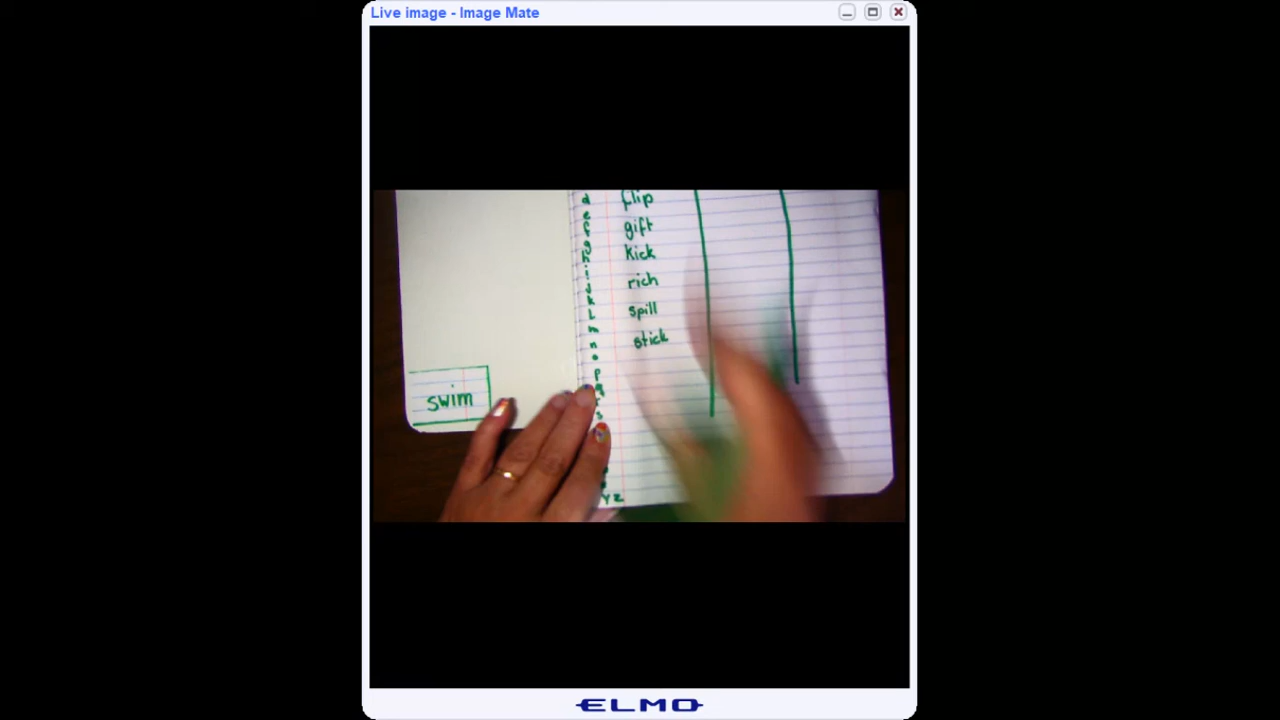 Live image - Image Mate
d
e
f
g
h
i
j
k
L
m
n
o
p
q
r
s
Y Z
flip
gift
kick
rich
spill
stick
swim
ELMO